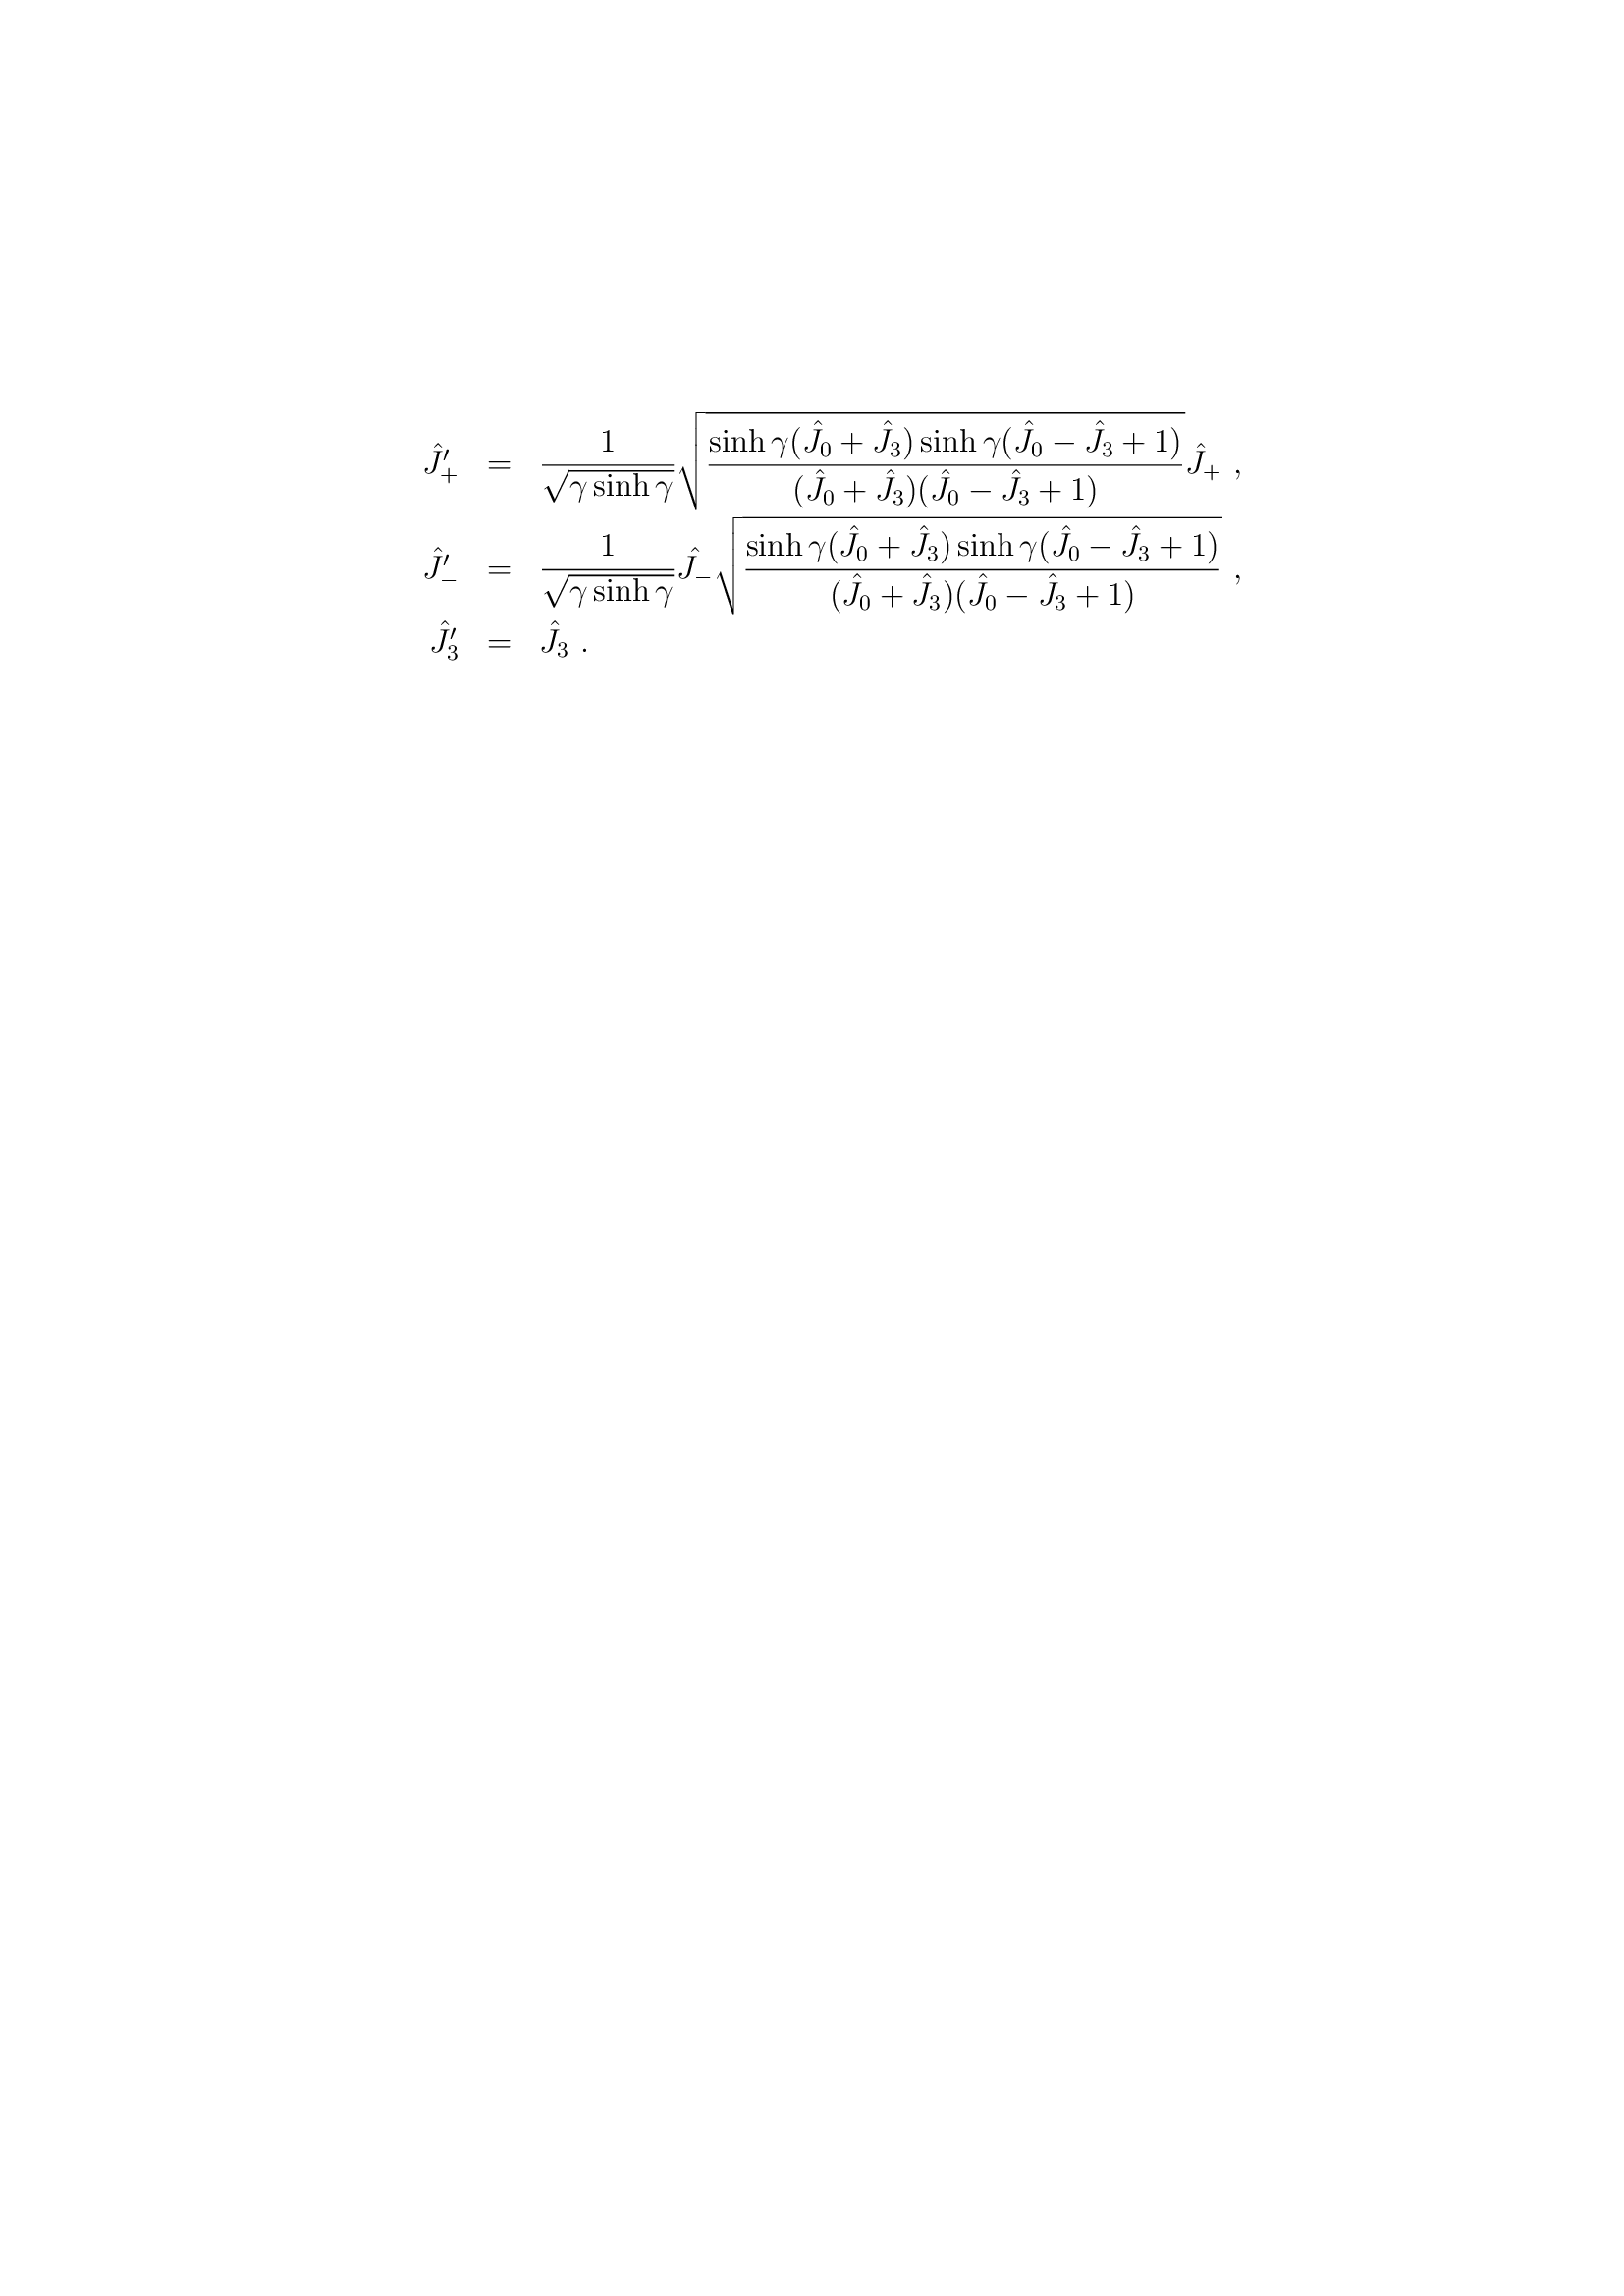 \hat{J}'_+ = \frac{1}{\sqrt{\gamma \sinh \gamma}} \sqrt{\frac{\sinh \gamma(\hat{J}_0 + \hat{J}_3) \sinh \gamma(\hat{J}_0 - \hat{J}_3 + 1)}{(\hat{J}_0 + \hat{J}_3)(\hat{J}_0 - \hat{J}_3 + 1)}} \hat{J}_+ ,
\hat{J}'_- = \frac{1}{\sqrt{\gamma \sinh \gamma}} \hat{J}_- \sqrt{\frac{\sinh \gamma(\hat{J}_0 + \hat{J}_3) \sinh \gamma(\hat{J}_0 - \hat{J}_3 + 1)}{(\hat{J}_0 + \hat{J}_3)(\hat{J}_0 - \hat{J}_3 + 1)}} ,
\hat{J}'_3 = \hat{J}_3 .